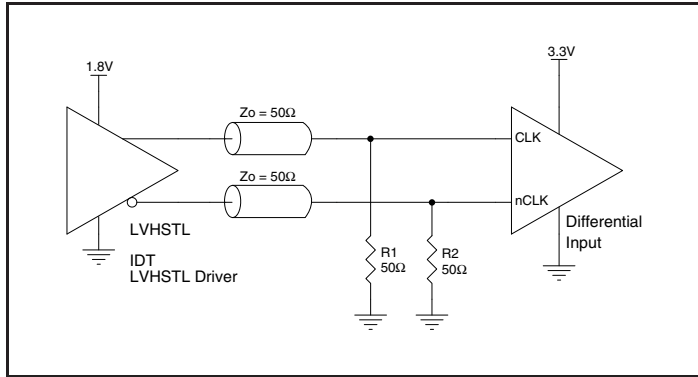 1.8V
3.3V
Zo = 50Ω
CLK
Zo = 50Ω
nCLK
LVHSTL
Differential
Input
IDT
LVHSTL Driver
R1
50Ω
R2
50Ω